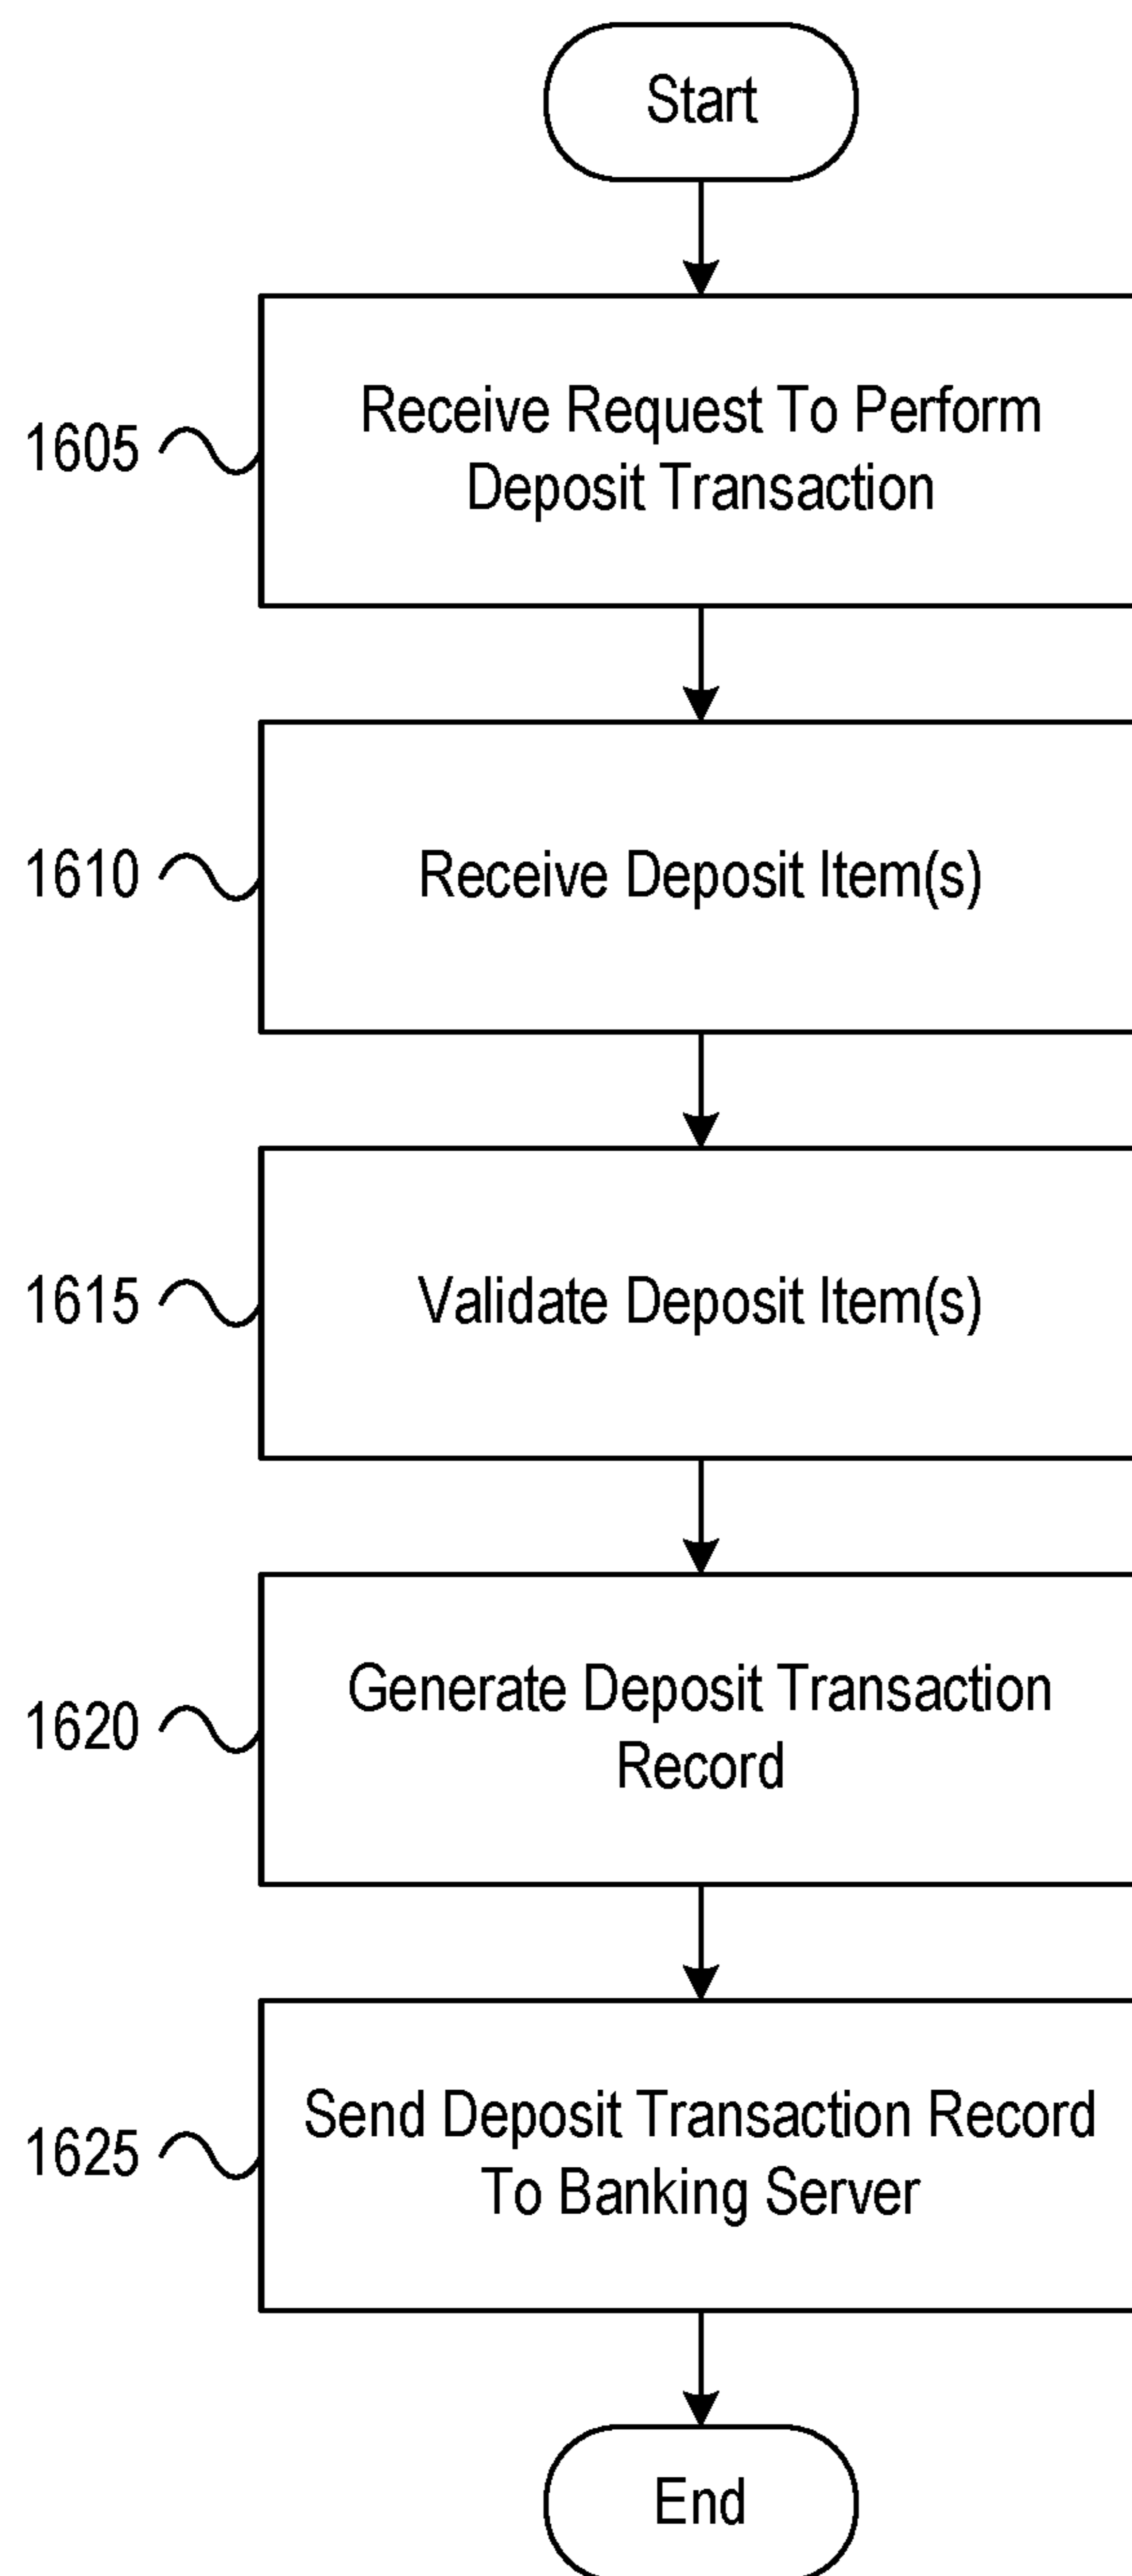 Start
Receive Request To Perform
Deposit Transaction
1605
Receive Deposit Item(s)
1610
Validate Deposit Item(s)
1615
Generate Deposit Transaction
Record
1620
Send Deposit Transaction Record
To Banking Server
1625
End